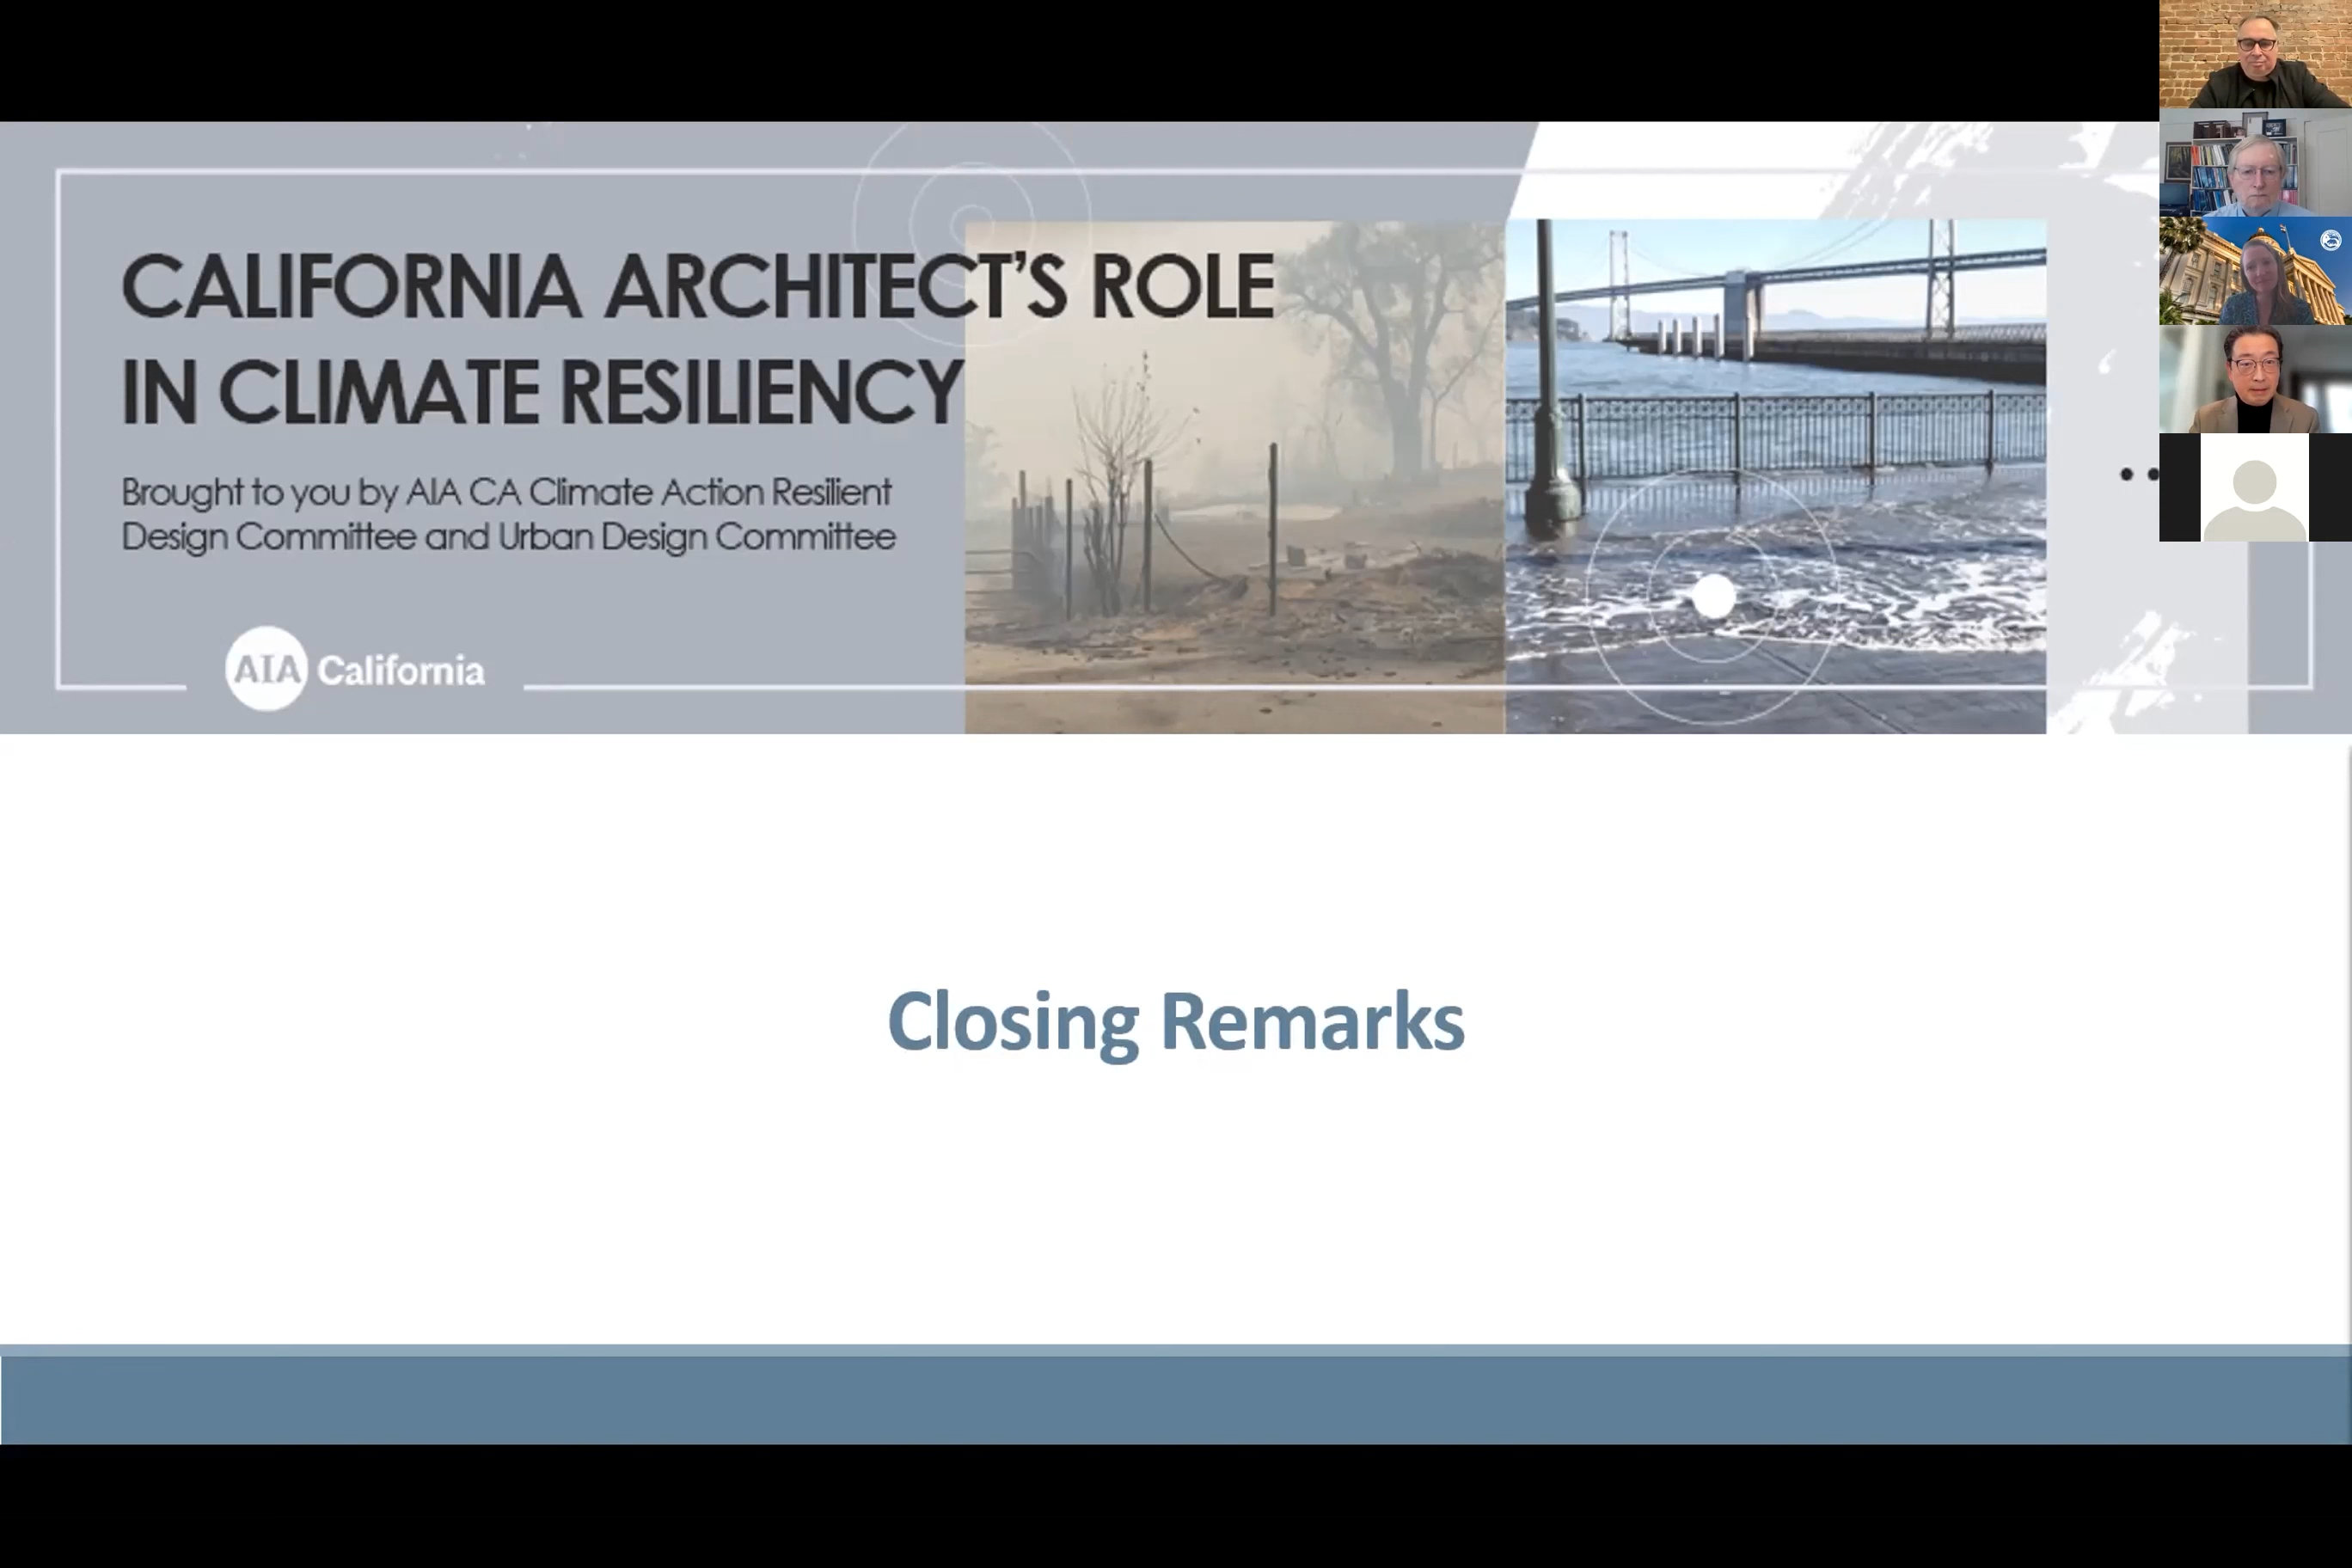 CALIFORNIA ARCHITECT'S ROLE
IN CLIMATE RESILIENCY
Brought to you by AIA CA Climate Action Resilient
Design Committee and Urban Design Committee
AIA California
Closing Remarks